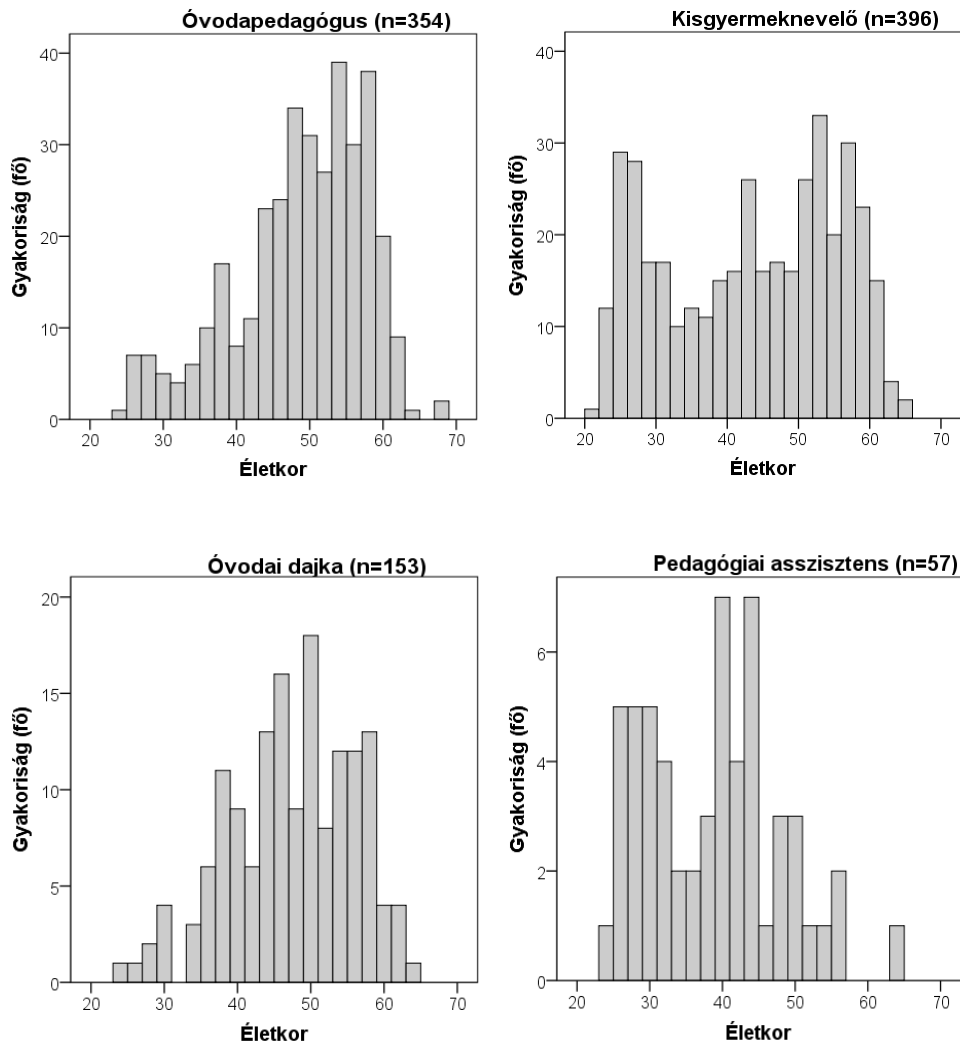 Óvodapedagógus (n=354)
40
30
20
10
0
Gyakoriság (fő)
20 30 40 50 60 70
Életkor
Kisgyermeknevelő (n=396)
40
30
20
10
0
Gyakoriság (fő)
20 30 40 50 60 70
Életkor
Óvodai dajka (n=153)
20
15
10
5
0
Gyakoriság (fő)
20 30 40 50 60 70
Életkor
Pedagógiai asszisztens (n=57)
6
4
2
0
Gyakoriság (fő)
20 30 40 50 60 70
Életkor